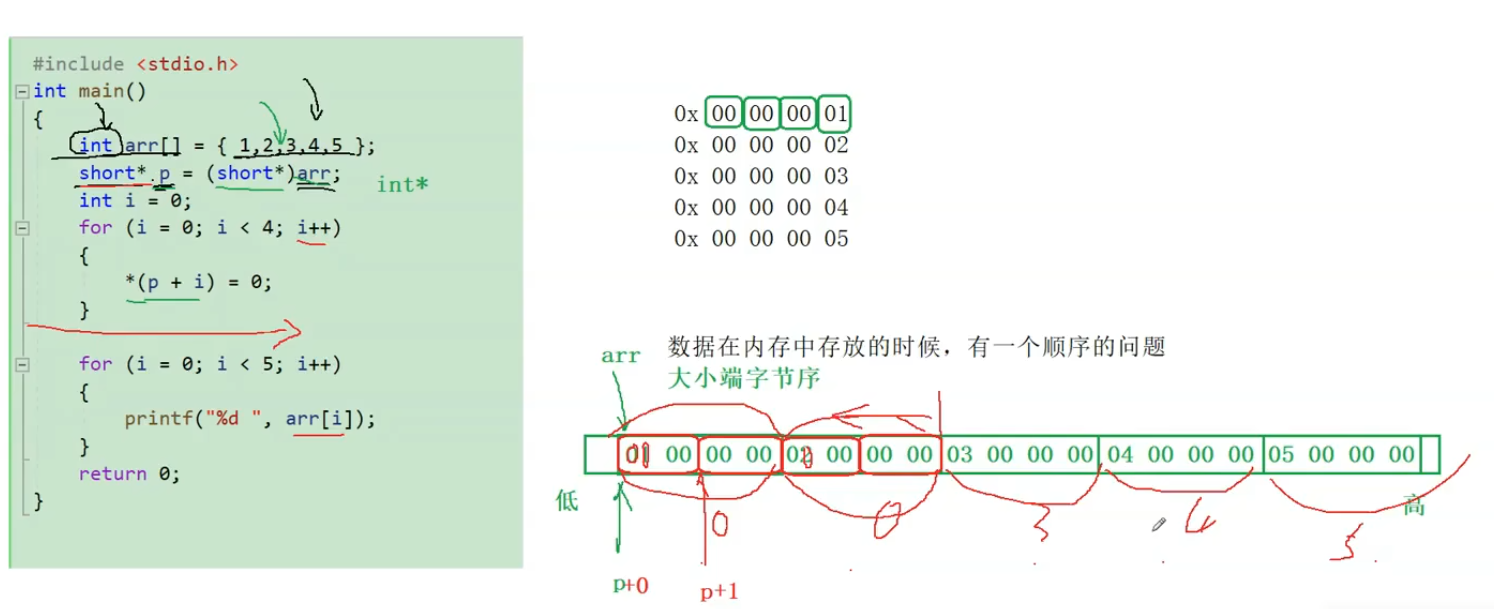 #include <stdio.h>
int main()
{
int arr[] = { 1,2,3,4,5 };
short* p = (short*)arr;
int*
int i = 0;
for (i = 0; i < 4; i++)
{
*(p + i) = 0;
}
for (i = 0; i < 5; i++)
{
printf("%d ", arr[i]);
}
return 0;
}
0x 00 00 00 01
0x 00 00 00 02
0x 00 00 00 03
0x 00 00 00 04
0x 00 00 00 05
数据在内存中存放的时候，有一个顺序的问题
大小端字节序
arr
01 00 00 00 02 00 00 00 03 00 00 00 04 00 00 00 05 00 00 00
低
高
0 0 3 4 5
p+0
p+1